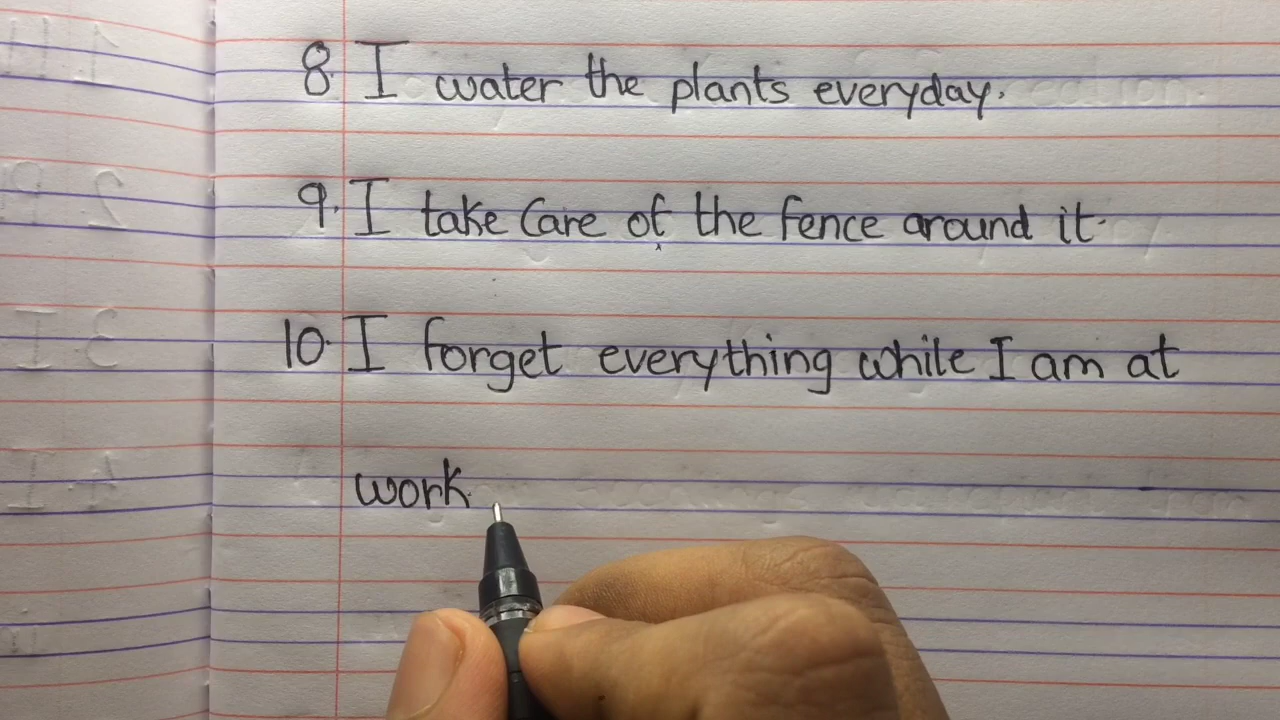 8. I water the plants everyday.
9. I take Care of the fence around it.
10. I forget everything while I am at
work.